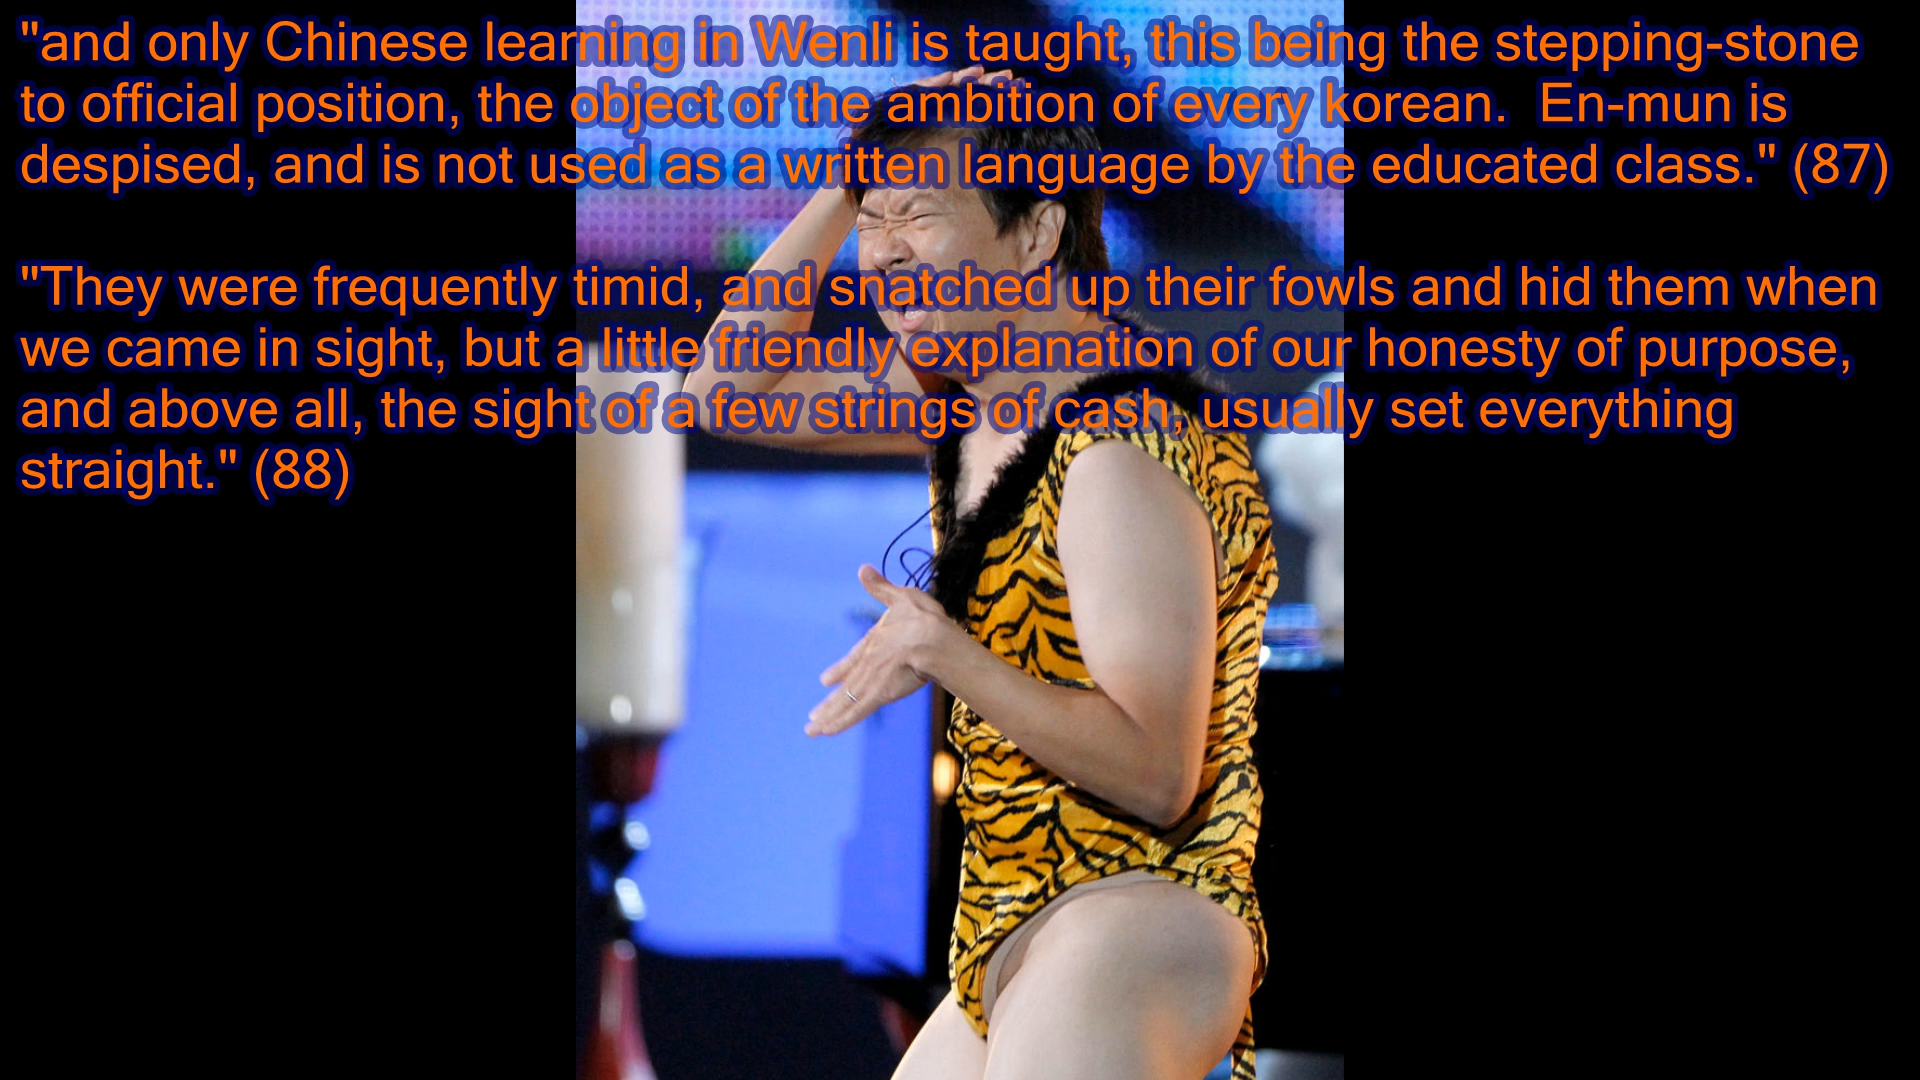 "and only Chinese learning in Wenli is taught, this being the stepping-stone
to official position, the object of the ambition of every korean.  En-mun is
despised, and is not used as a written language by the educated class." (87)
"They were frequently timid, and snatched up their fowls and hid them when
we came in sight, but a little friendly explanation of our honesty of purpose,
and above all, the sight of a few strings of cash, usually set everything
straight." (88)